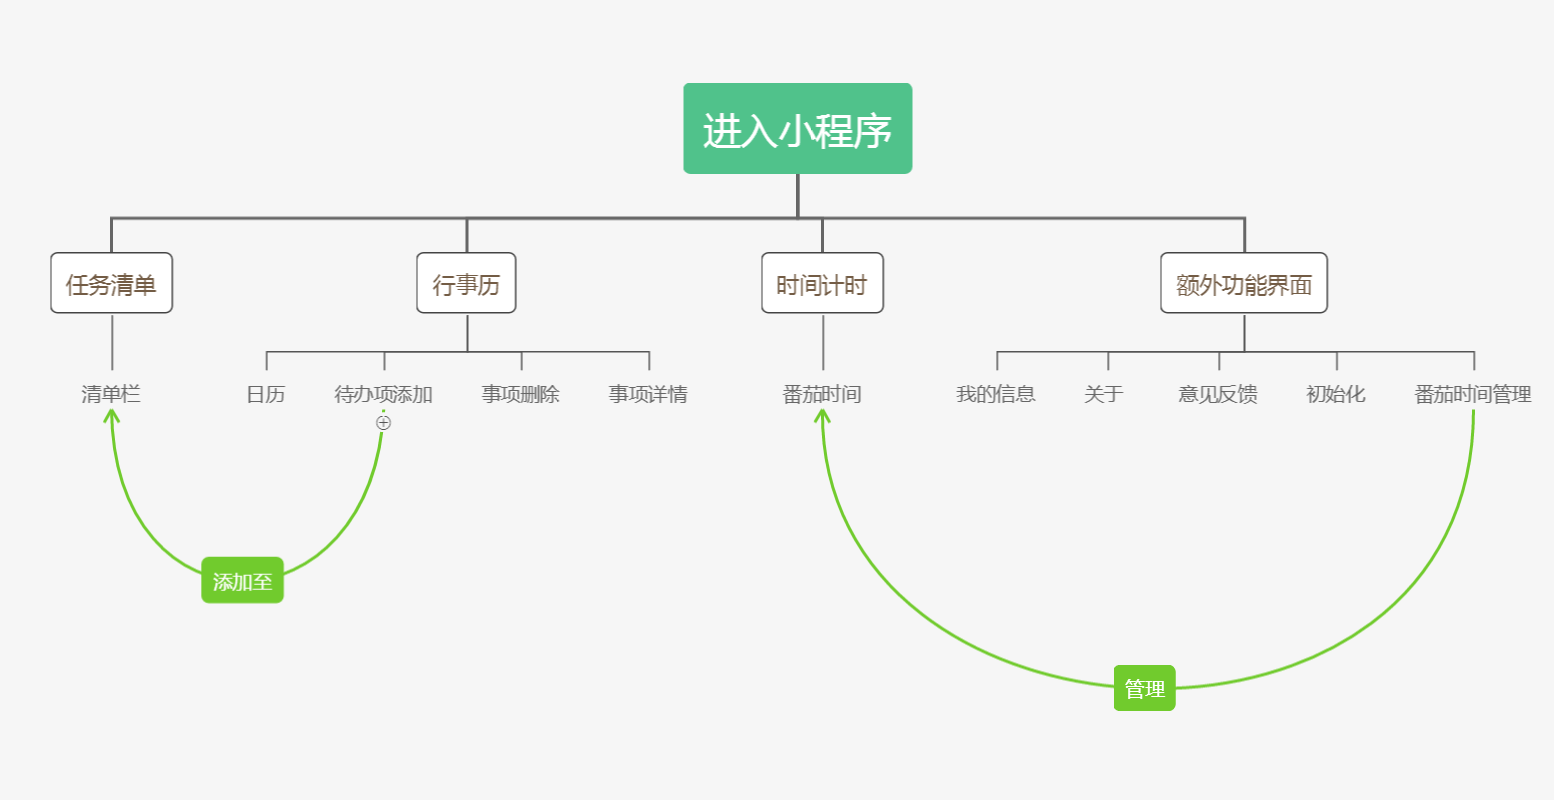 进入小程序
任务清单
行事历
时间计时
额外功能界面
清单栏
日历
待办项添加
事项删除
事项详情
番茄时间
我的信息
关于
意见反馈
初始化
番茄时间管理
添加至
管理